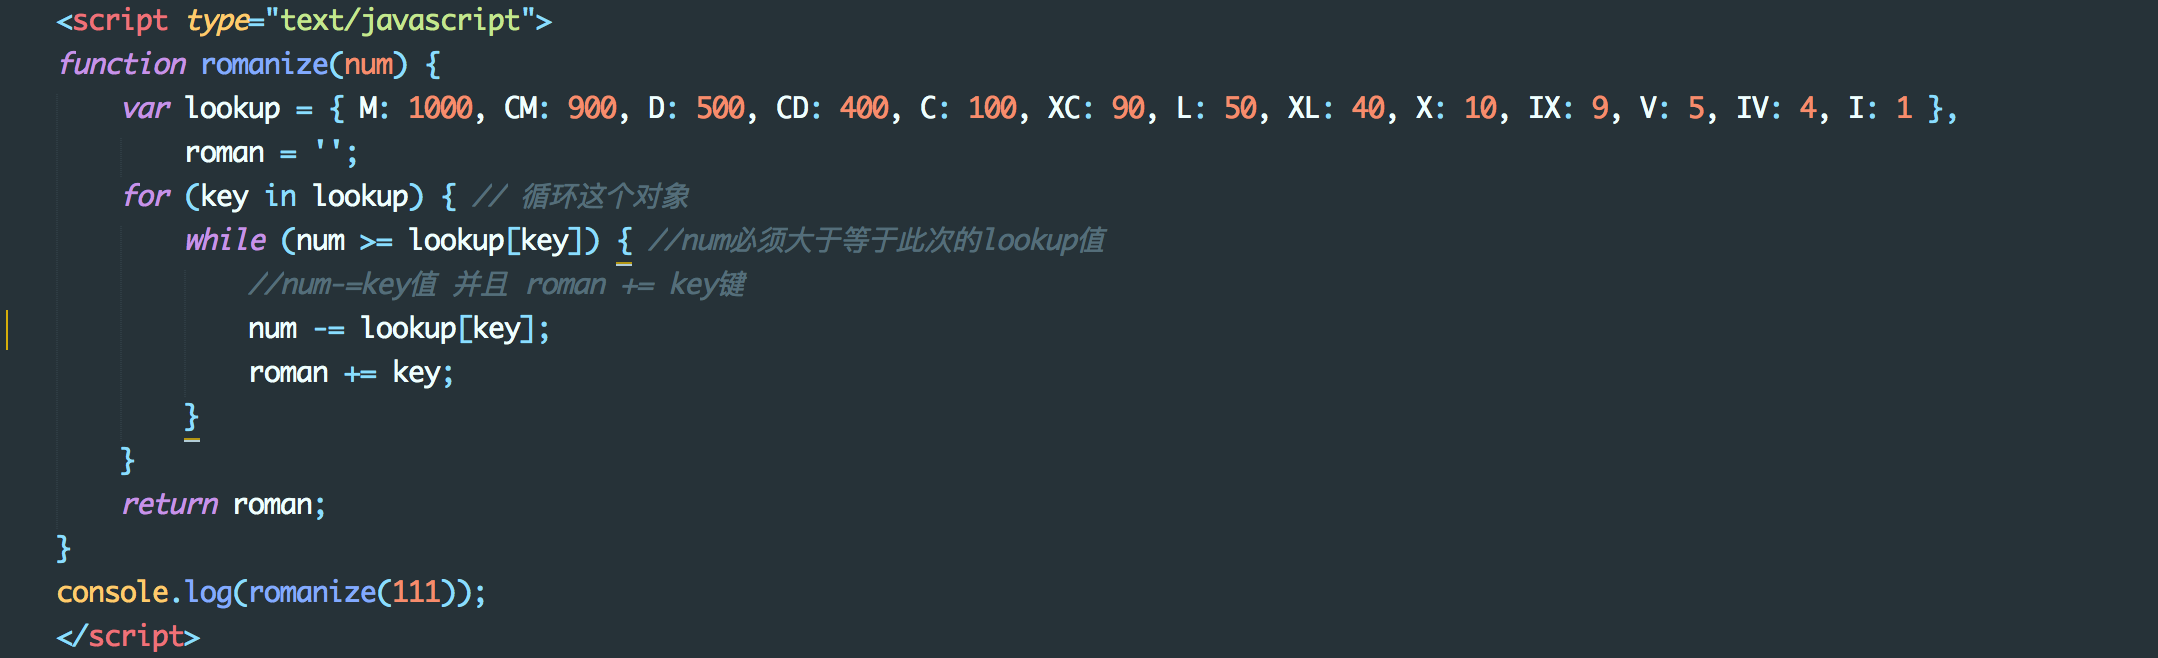 <script type="text/javascript">
function romanize(num) {
    var lookup = { M: 1000, CM: 900, D: 500, CD: 400, C: 100, XC: 90, L: 50, XL: 40, X: 10, IX: 9, V: 5, IV: 4, I: 1 },
        roman = '';
    for (key in lookup) { // 循环这个对象
        while (num >= lookup[key]) { //num必须大于等于此次的lookup值
            //num-=key值 并且 roman += key键
            num -= lookup[key];
            roman += key;
        }
    }
    return roman;
}
console.log(romanize(111));
</script>